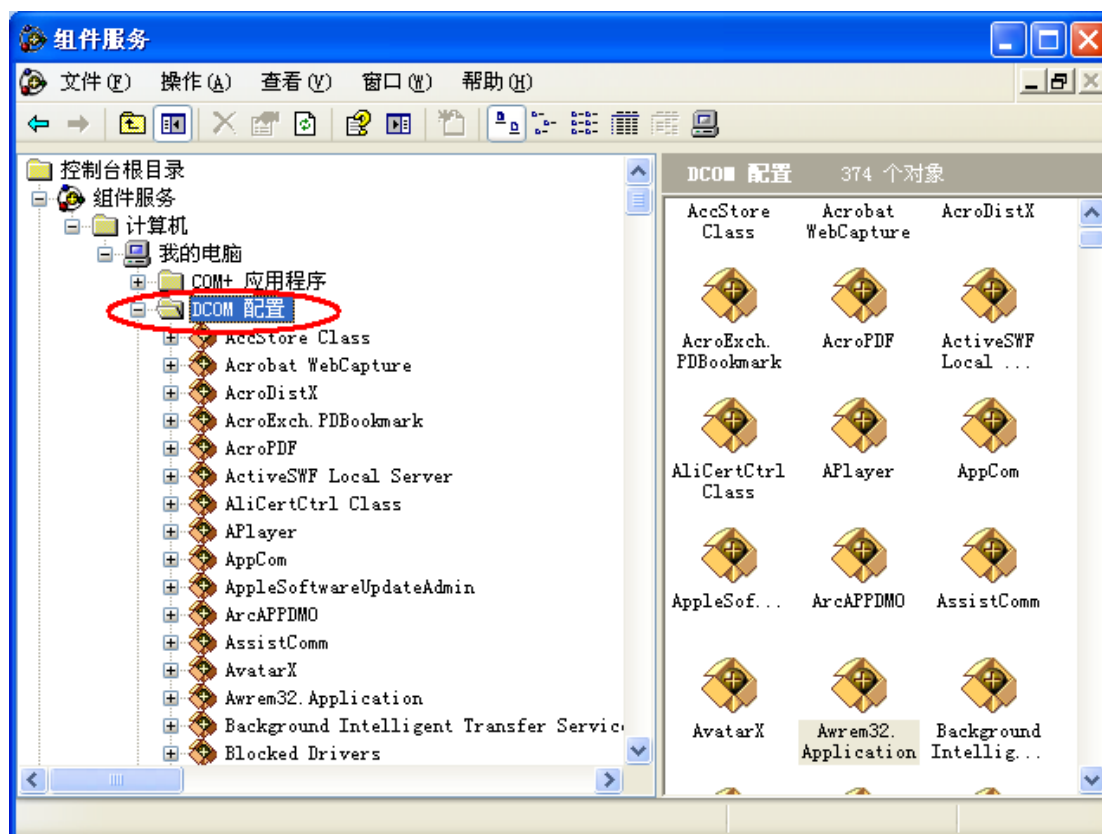 组件服务
文件(F) 操作(A) 查看(V) 窗口(W) 帮助(H)
控制台根目录
组件服务
计算机
我的电脑
COM+ 应用程序
DCOM 配置
AccStore Class
Acrobat WebCapture
AcroDistX
AcroExch.PDBookmark
AcroPDF
ActiveSWF Local Server
AliCertCtrl Class
APlayer
AppCom
AppleSoftwareUpdateAdmin
ArcAPPDMO
AssistComm
AvatarX
Awrem32.Application
Background Intelligent Transfer Servic
Blocked Drivers
DCOM 配置 374 个对象
AccStore Acrobat AcroDistX
Class WebCapture
AcroExch. AcroPDF ActiveSWF
PDBookmark Local ...
AliCertCtrl APlayer AppCom
Class
AppleSof... ArcAPPDMO AssistComm
AvatarX Awrem32. Background
Application Intellig...